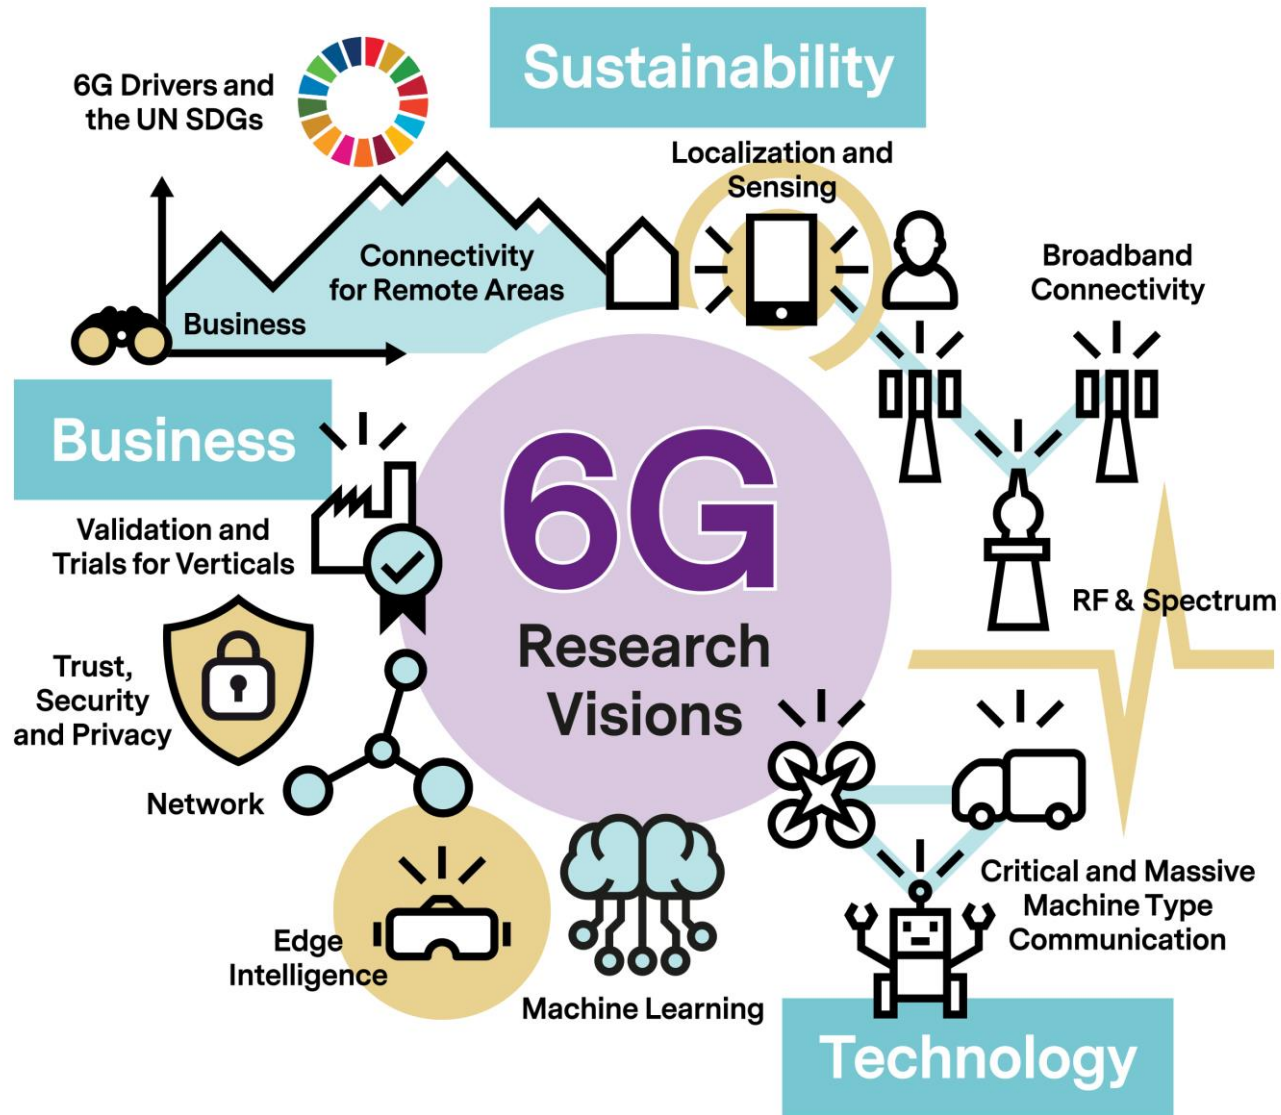 Sustainability
6G Drivers and
the UN SDGs
Localization and
Sensing
Connectivity
for Remote Areas
Broadband
Connectivity
Business
Business
6G
Research
Visions
Validation and
Trials for Verticals
RF & Spectrum
Trust,
Security
and Privacy
Network
Critical and Massive
Machine Type
Communication
Edge
Intelligence
Machine Learning
Technology